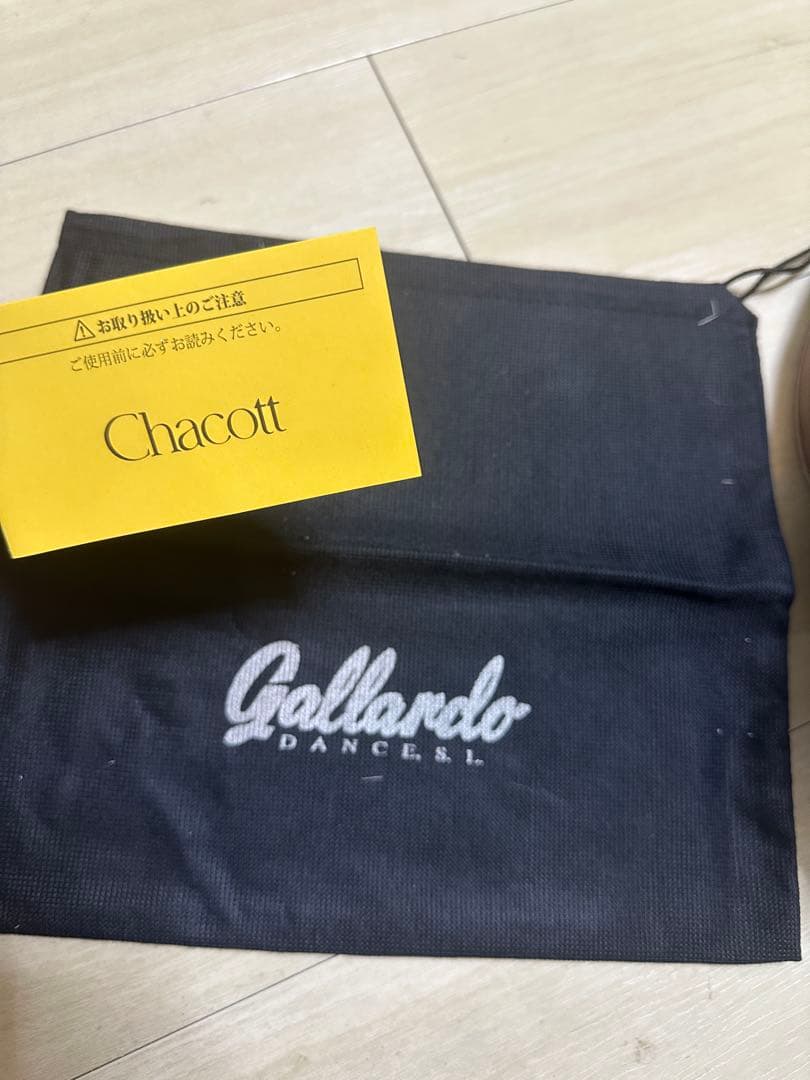 ⚠お取り扱い上のご注意
ご使用前に必ずお読みください。
Chacott
Gallardo
DANCE, S. L.